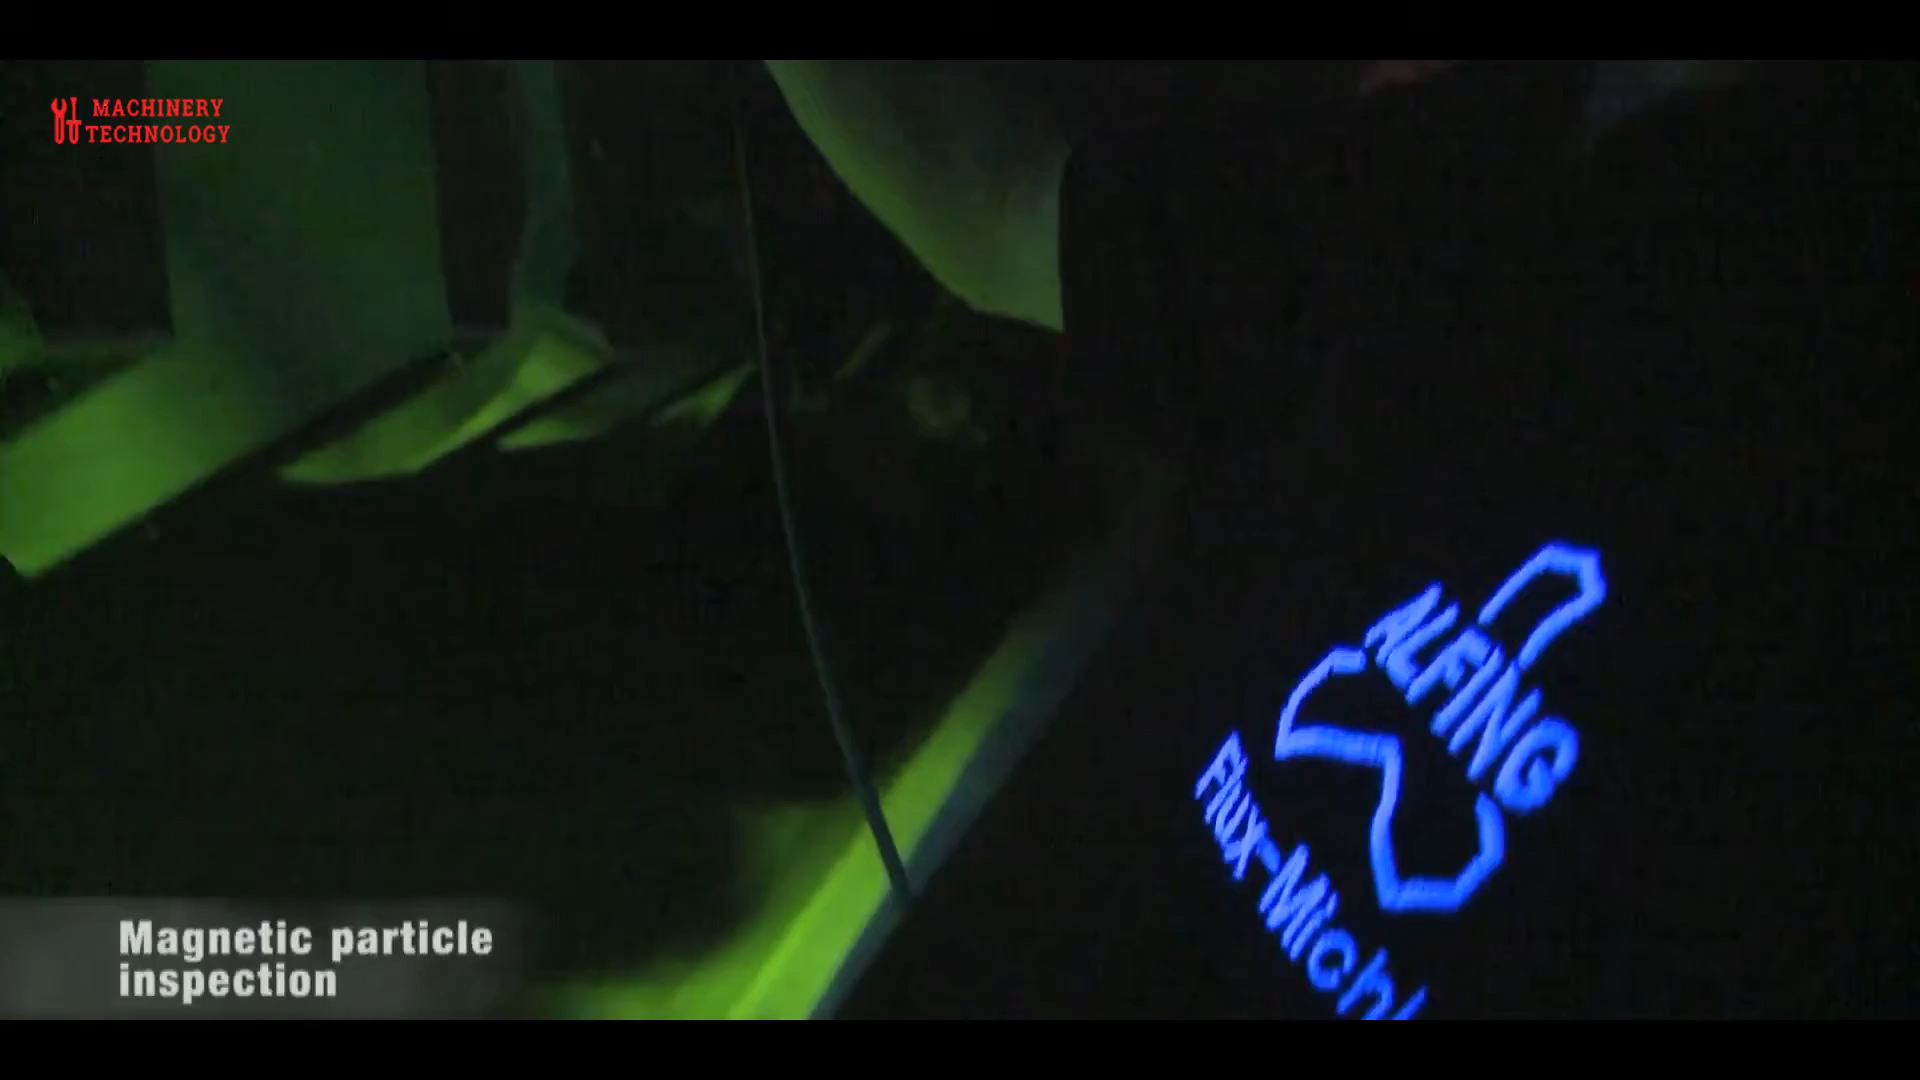 MACHINERY
TECHNOLOGY
ALFING
Magnetic particle
inspection